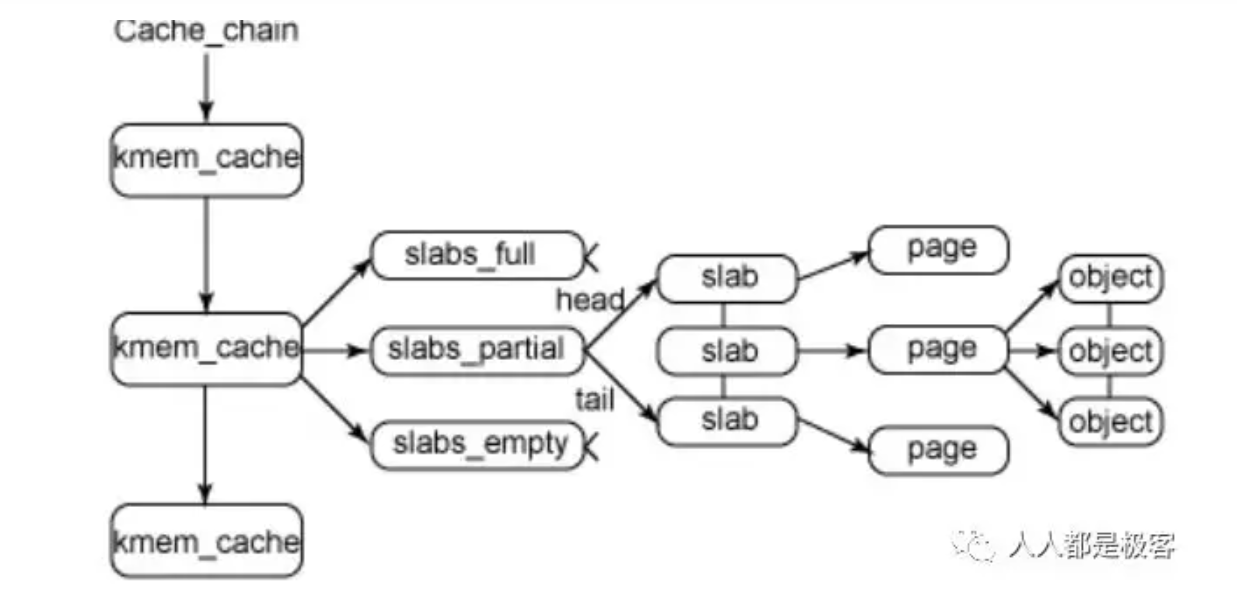 Cache_chain
kmem_cache
slabs_full
page
head
slab
object
kmem_cache
slabs_partial
slab
page
object
tail
slab
object
slabs_empty
page
kmem_cache
人人都是极客